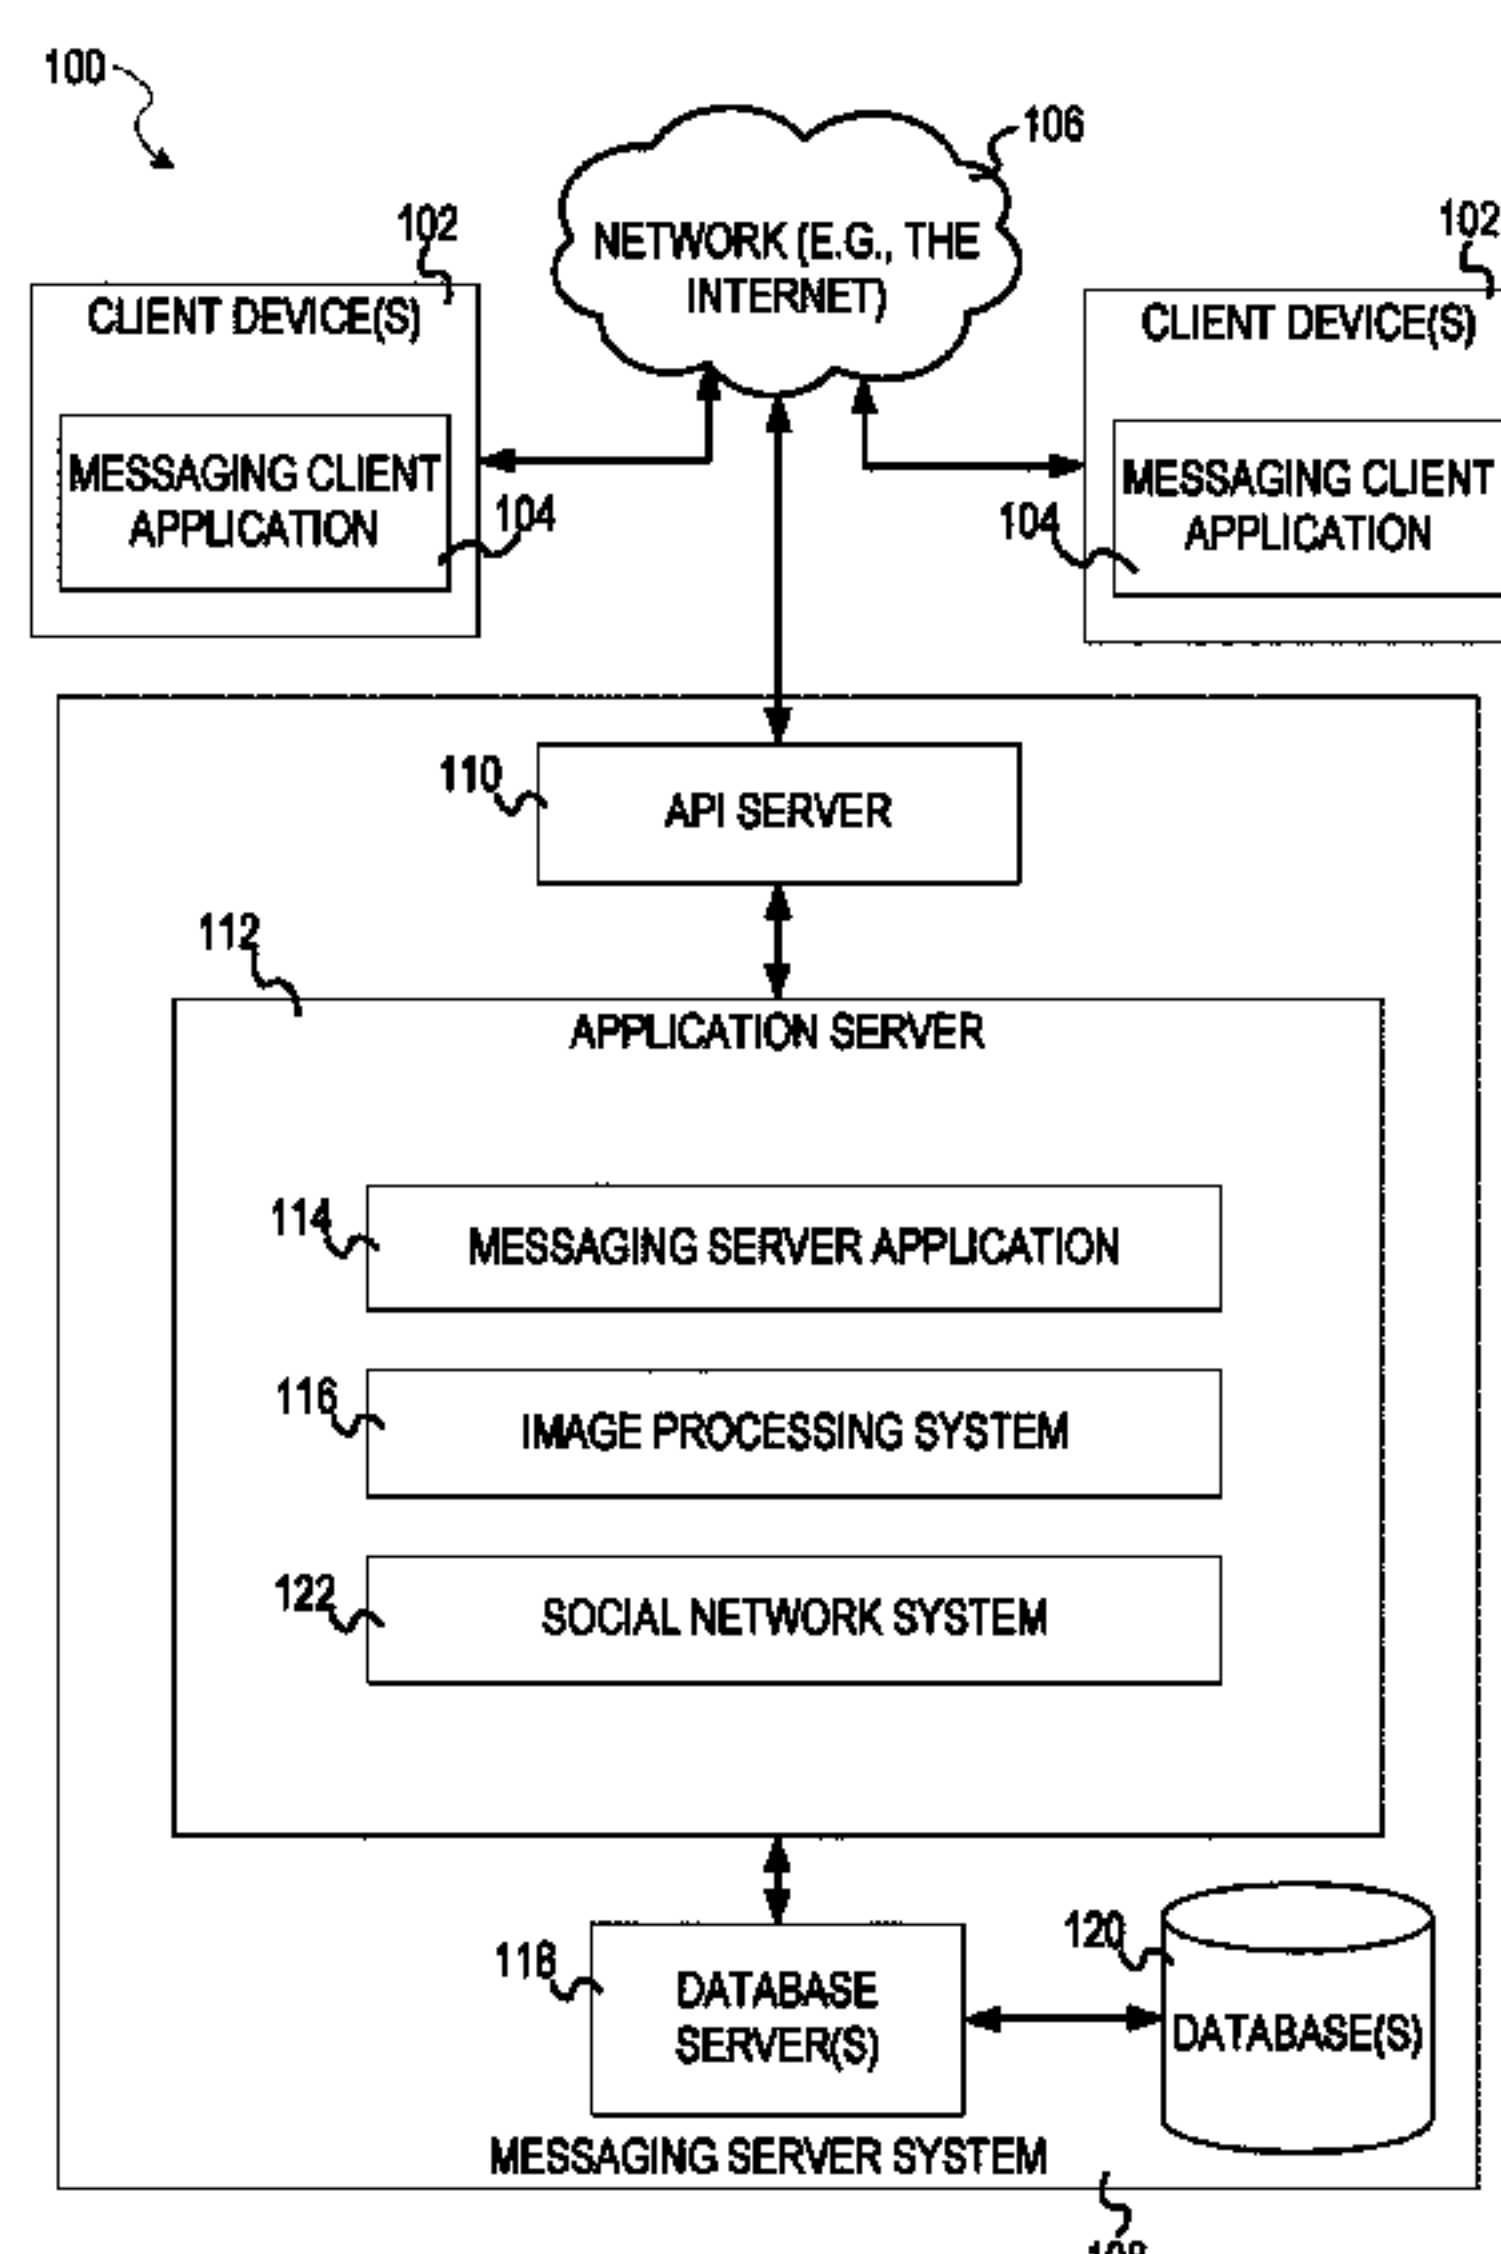 100
106
NETWORK (E.G., THE
INTERNET)
102
CLIENT DEVICE(S)
MESSAGING CLIENT
APPLICATION
104
102
CLIENT DEVICE(S)
MESSAGING CLIENT
APPLICATION
104
110
API SERVER
112
APPLICATION SERVER
114
MESSAGING SERVER APPLICATION
116
IMAGE PROCESSING SYSTEM
122
SOCIAL NETWORK SYSTEM
118
DATABASE
SERVER(S)
120
DATABASE(S)
MESSAGING SERVER SYSTEM